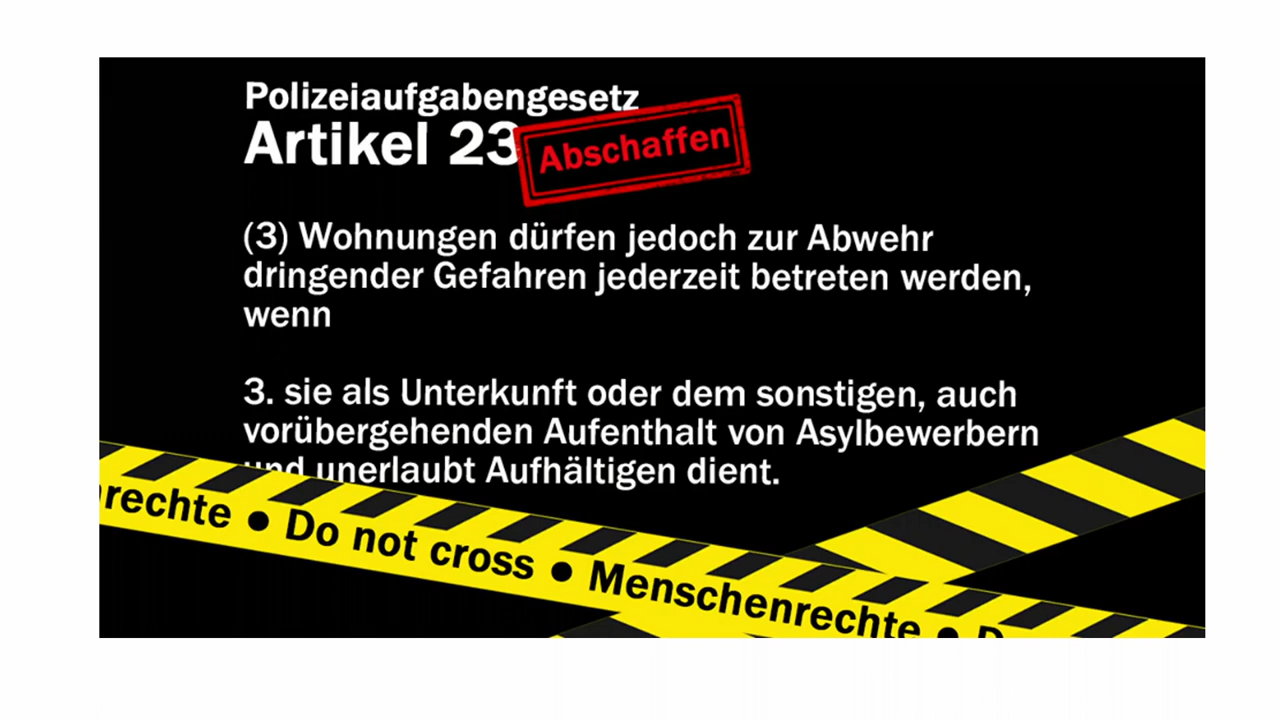 Polizeiaufgabengesetz
Artikel 23
Abschaffen
(3) Wohnungen dürfen jedoch zur Abwehr
dringender Gefahren jederzeit betreten werden,
wenn
3. sie als Unterkunft oder dem sonstigen, auch
vorübergehenden Aufenthalt von Asylbewerbern
und unerlaubt Aufhältigen dient.
rechte ● Do not cross ● Menschenrechte ● D